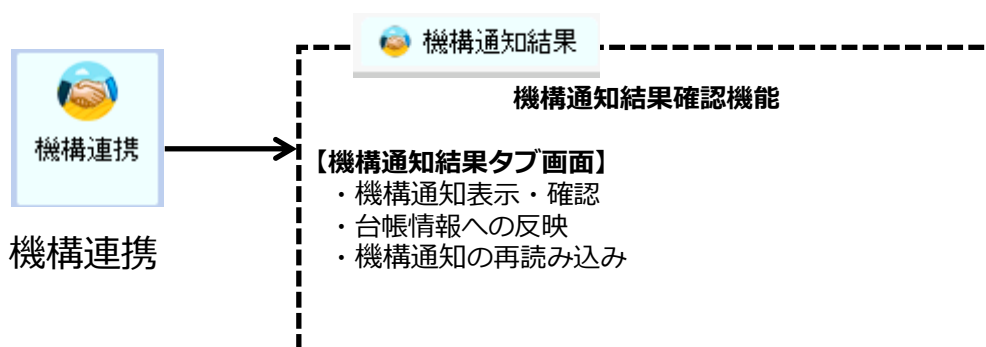 機構通知結果
機構通知結果確認機能
機構連携
【機構通知結果タブ画面】
・機構通知表示・確認
・台帳情報への反映
・機構通知の再読み込み
機構連携